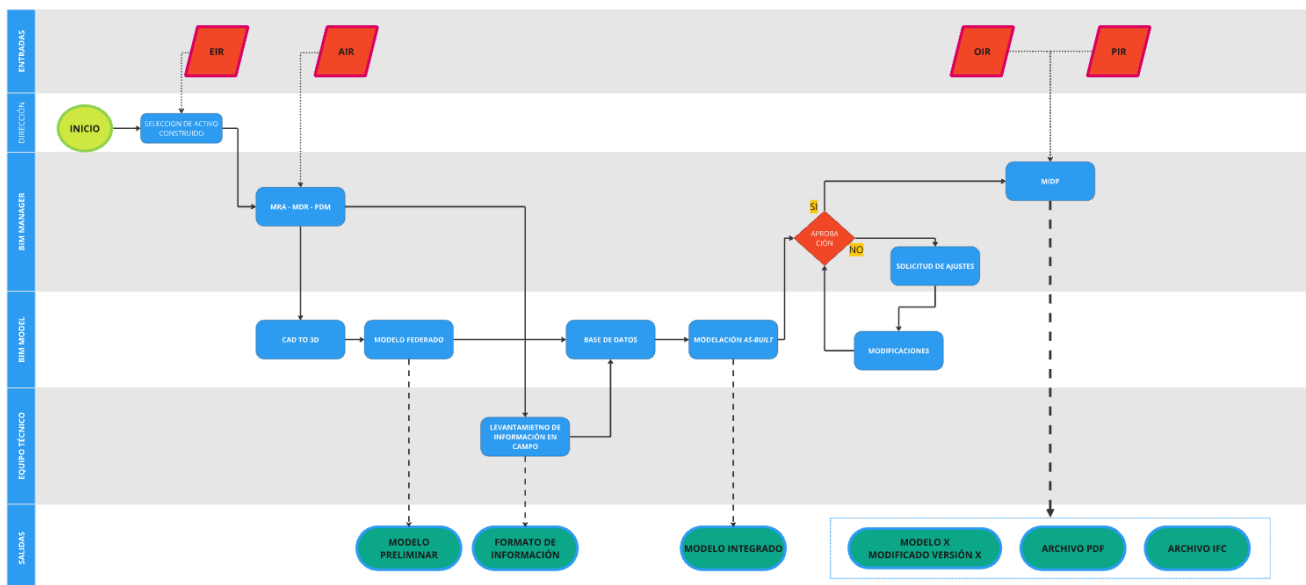 ENTRADAS
EIR
AIR
OIR
PIR
DIRECCIÓN
INICIO
SELECCION DE ACTIVO
CONSTRUIDO
BIM MANAGER
MRA - MDR - PDM
SI
APROBA
CIÓN
NO
SOLICITUD DE AJUSTES
MIDP
BIM MODEL
CAD TO 3D
MODELO FEDERADO
BASE DE DATOS
MODELACIÓN AS-BUILT
MODIFICACIONES
EQUIPO TÉCNICO
LEVANTAMIETNO DE
INFORMACIÓN EN
CAMPO
SALIDAS
MODELO
PRELIMINAR
FORMATO DE
INFORMACIÓN
MODELO INTEGRADO
MODELO X
MODIFICADO VERSIÓN X
ARCHIVO PDF
ARCHIVO IFC